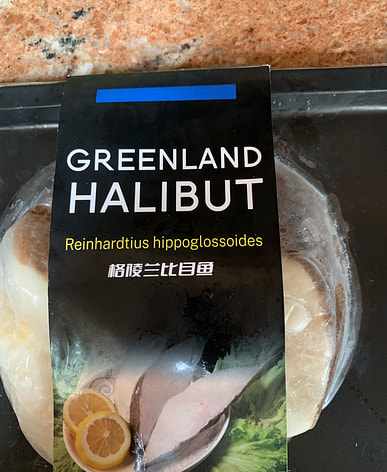 GREENLAND
HALIBUT
Reinhardtius hippoglossoides
格陵兰比目鱼